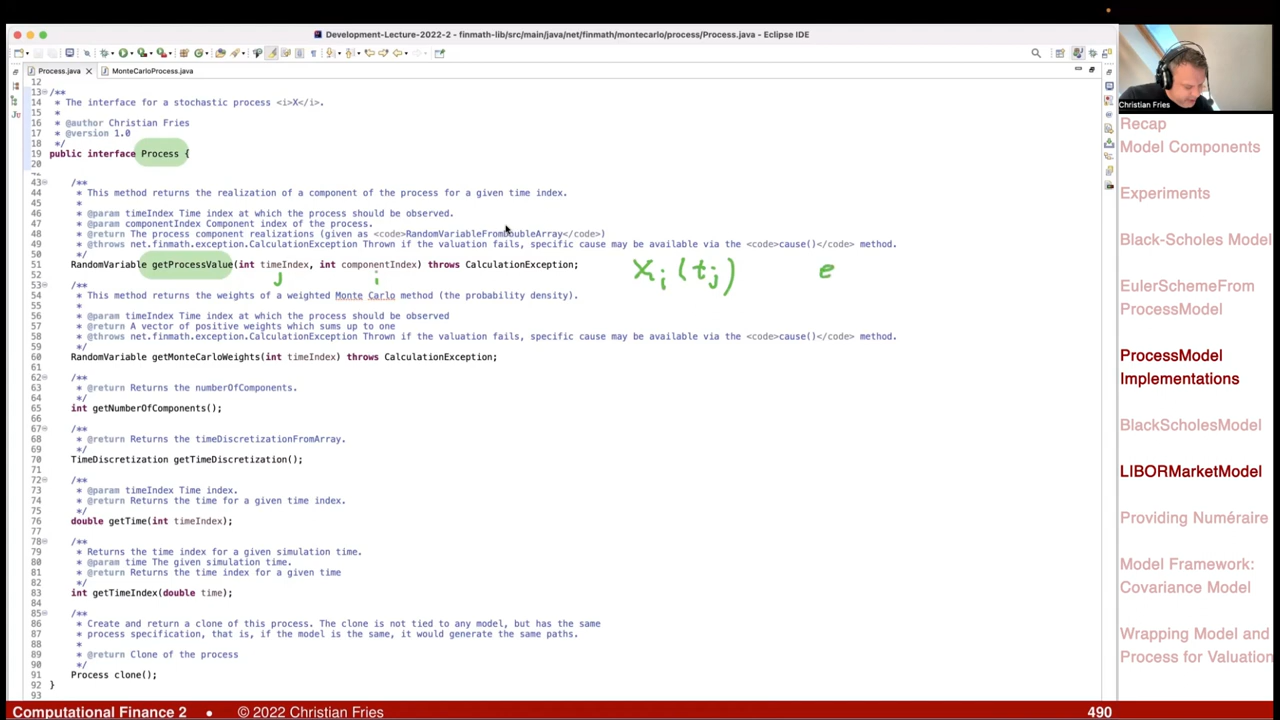 Development-Lecture-2022-2 – finmath-lib/src/main/java/net/finmath/montecarlo/process/Process.java – Eclipse IDE
Process.java
MonteCarloProcess.java
12
13 /**
14 * The interface for a stochastic process <i>X</i>.
15 *
16 * @author Christian Fries
17 * @version 1.0
18 */
19 public interface Process {
20
42
43 /**
44 * This method returns the realization of a component of the process for a given time index.
45 *
46 * @param timeIndex Time index at which the process should be observed.
47 * @param componentIndex Component index of the process.
48 * @return The process component realizations (given as <code>RandomVariableFromDoubleArray</code>)
49 * @throws net.finmath.exception.CalculationException Thrown if the valuation fails, specific cause may be available via the <code>cause()</code> method.
50 */
51 RandomVariable getProcessValue(int timeIndex, int componentIndex) throws CalculationException;
Xi(tj) e
j i
52
53 /**
54 * This method returns the weights of a weighted Monte Carlo method (the probability density).
55 *
56 * @param timeIndex Time index at which the process should be observed
57 * @return A vector of positive weights which sums up to one
58 * @throws net.finmath.exception.CalculationException Thrown if the valuation fails, specific cause may be available via the <code>cause()</code> method.
59 */
60 RandomVariable getMonteCarloWeights(int timeIndex) throws CalculationException;
61
62 /**
63 * @return Returns the numberOfComponents.
64 */
65 int getNumberOfComponents();
66
67 /**
68 * @return Returns the timeDiscretizationFromArray.
69 */
70 TimeDiscretization getTimeDiscretization();
71
72 /**
73 * @param timeIndex Time index.
74 * @return Returns the time for a given time index.
75 */
76 double getTime(int timeIndex);
77
78 /**
79 * Returns the time index for a given simulation time.
80 * @param time The given simulation time.
81 * @return Returns the time index for a given time
82 */
83 int getTimeIndex(double time);
84
85 /**
86 * Create and return a clone of this process. The clone is not tied to any model, but has the same
87 * process specification, that is, if the model is the same, it would generate the same paths.
88 *
89 * @return Clone of the process
90 */
91 Process clone();
92 }
93
Christian Fries
Recap
Model Components
Experiments
Black-Scholes Model
EulerSchemeFrom
ProcessModel
ProcessModel
Implementations
BlackScholesModel
LIBORMarketModel
Providing Numéraire
Model Framework:
Covariance Model
Wrapping Model and
Process for Valuation
Computational Finance 2 • © 2022 Christian Fries 490